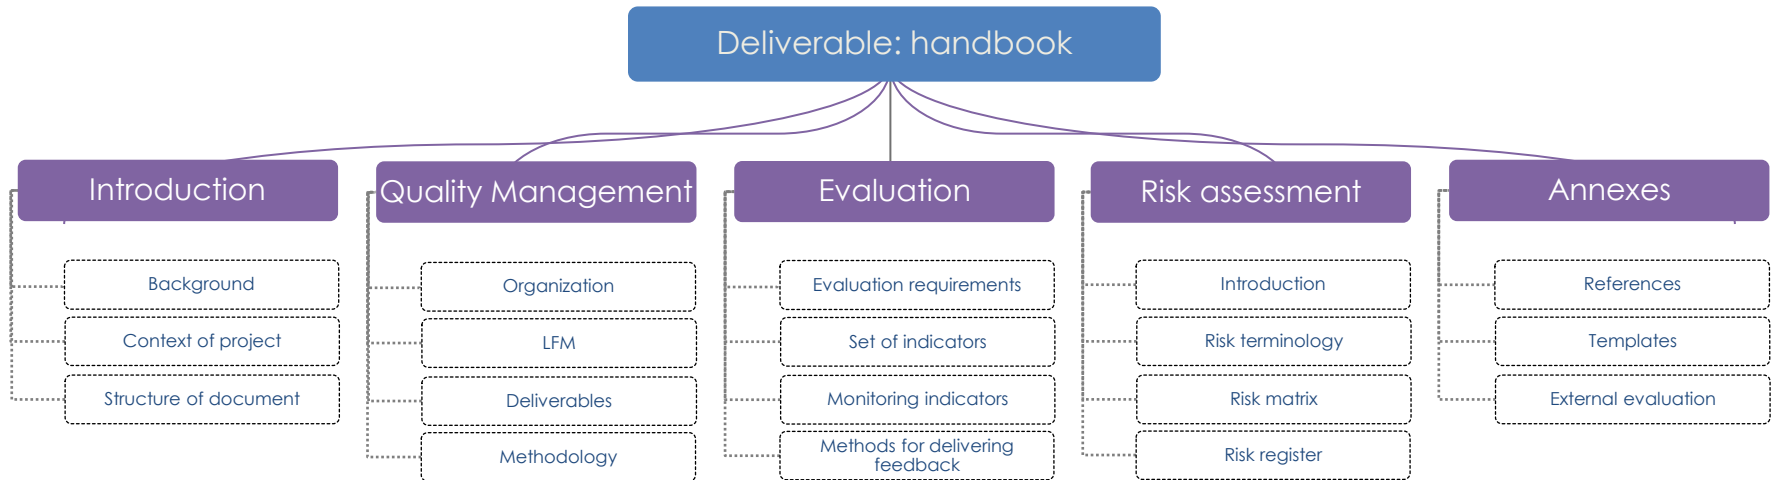 Deliverable: handbook
Introduction
Background
Context of project
Structure of document
Quality Management
Organization
LFM
Deliverables
Methodology
Evaluation
Evaluation requirements
Set of indicators
Monitoring indicators
Methods for delivering
feedback
Risk assessment
Introduction
Risk terminology
Risk matrix
Risk register
Annexes
References
Templates
External evaluation